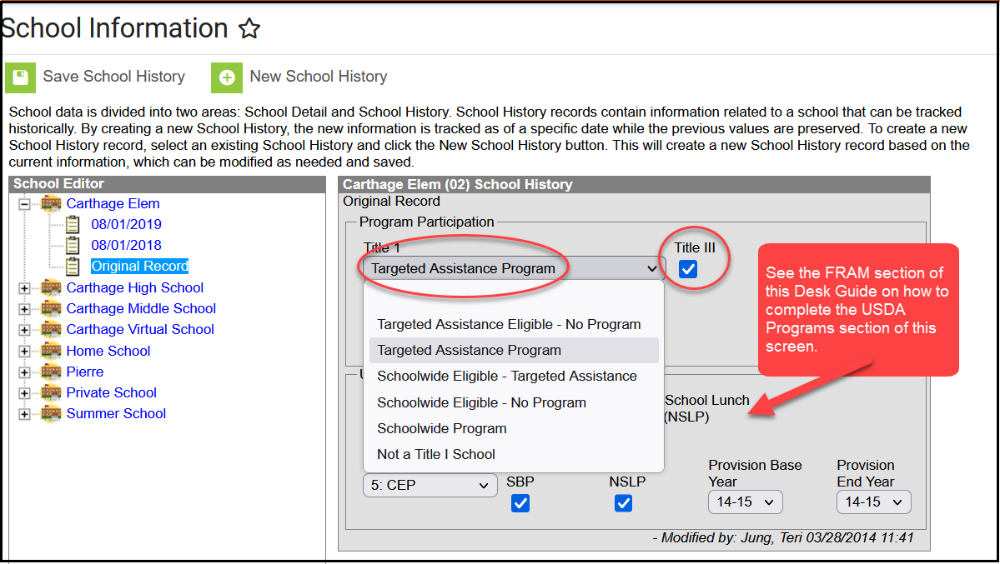 School Information
Save School History
New School History
School data is divided into two areas: School Detail and School History. School History records contain information related to a school that can be tracked
historically. By creating a new School History, the new information is tracked as of a specific date while the previous values are preserved. To create a new
School History record, select an existing School History and click the New School History button. This will create a new School History record based on the
current information, which can be modified as needed and saved.
School Editor
Carthage Elem
08/01/2019
08/01/2018
Original Record
Carthage High School
Carthage Middle School
Carthage Virtual School
Home School
Pierre
Private School
Summer School
Carthage Elem (02) School History
Original Record
Program Participation
Title 1
Title III
Targeted Assistance Program
Targeted Assistance Eligible - No Program
Targeted Assistance Program
Schoolwide Eligible - Targeted Assistance
Schoolwide Eligible - No Program
Schoolwide Program
Not a Title I School
See the FRAM section of
this Desk Guide on how to
complete the USDA
Programs section of this
screen.
School Lunch
(NSLP)
5: CEP
SBP
NSLP
Provision Base
Year
14-15
Provision
End Year
14-15
- Modified by: Jung, Teri 03/28/2014 11:41